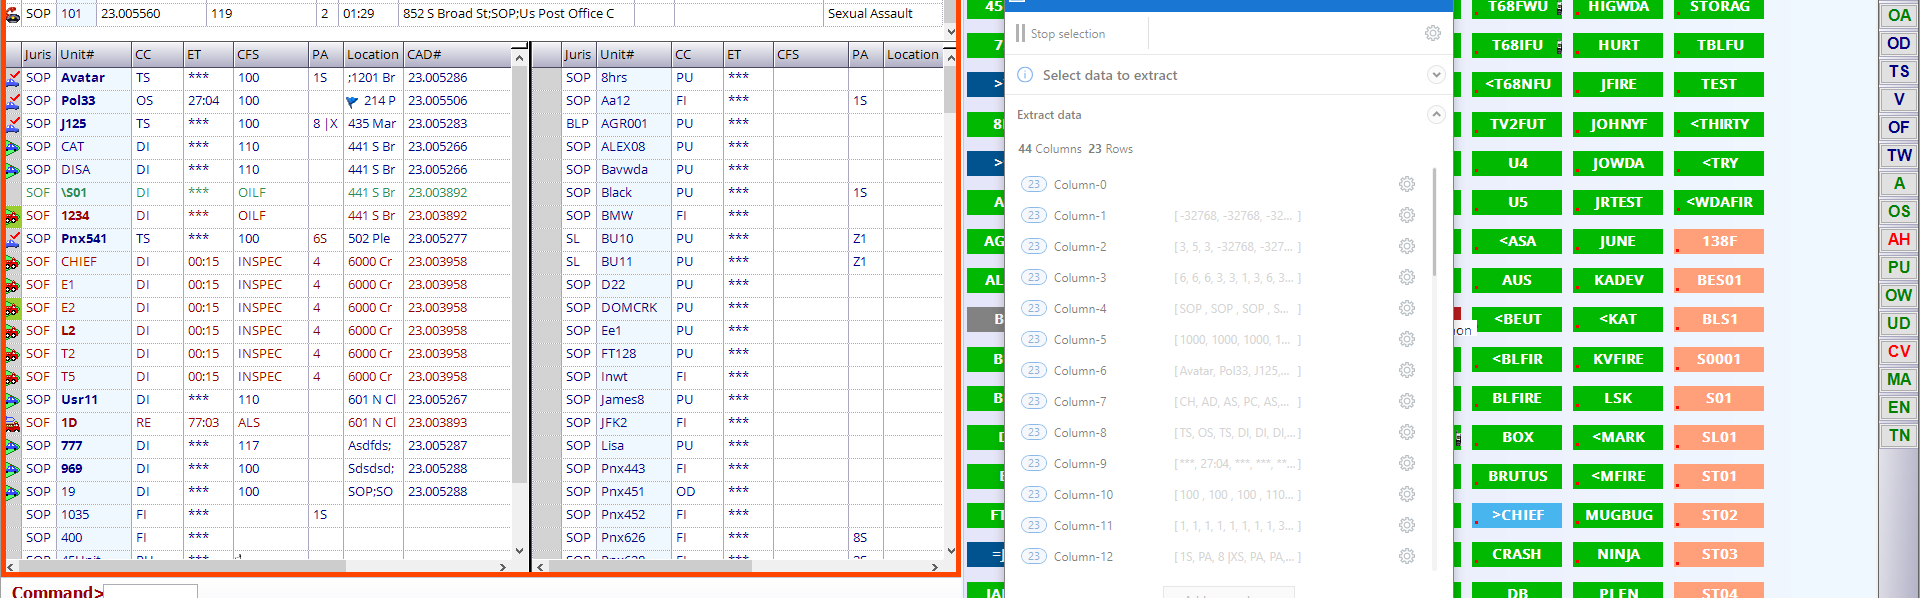 SOP 101 23.005560 119 2 01:29 852 S Broad St;SOP;Us Post Office C Sexual Assault
Juris Unit# CC ET CFS PA Location CAD#
SOP Avatar TS *** 100 1S ;1201 Br 23.005286
SOP Pol33 OS 27:04 100 214 P 23.005506
SOP J125 TS *** 100 8 |X 435 Mar 23.005283
SOP CAT DI *** 110 441 S Br 23.005266
SOP DISA DI *** 110 441 S Br 23.005266
SOF \S01 DI *** OILF 441 S Br 23.003892
SOF 1234 DI *** OILF 441 S Br 23.003892
SOP Pnx541 TS *** 100 6S 502 Ple 23.005277
SOF CHIEF DI 00:15 INSPEC 4 6000 Cr 23.003958
SOF E1 DI 00:15 INSPEC 4 6000 Cr 23.003958
SOF E2 DI 00:15 INSPEC 4 6000 Cr 23.003958
SOF L2 DI 00:15 INSPEC 4 6000 Cr 23.003958
SOF T2 DI 00:15 INSPEC 4 6000 Cr 23.003958
SOF T5 DI 00:15 INSPEC 4 6000 Cr 23.003958
SOP Usr11 DI *** 110 601 N Cl 23.005267
SOF 1D RE 77:03 ALS 601 N Cl 23.003893
SOP 777 DI *** 117 Asdfds; 23.005287
SOP 969 DI *** 100 Sdsdsd; 23.005288
SOP 19 DI *** 100 SOP;SO 23.005288
SOP 1035 FI *** 1S
SOP 400 FI ***
Command>
Juris Unit# CC ET CFS PA Location
SOP 8hrs PU ***
SOP Aa12 FI *** 1S
BLP AGR001 PU ***
SOP ALEX08 PU ***
SOP Bavwda PU ***
SOP Black PU *** 1S
SOP BMW FI ***
SL BU10 PU *** Z1
SL BU11 PU *** Z1
SOP D22 PU ***
SOP DOMCRK PU ***
SOP Ee1 PU ***
SOP FT128 PU ***
SOP Inwt FI ***
SOP James8 PU ***
SOP JFK2 FI ***
SOP Lisa PU ***
SOP Pnx443 FI ***
SOP Pnx451 OD ***
SOP Pnx452 FI ***
SOP Pnx626 FI *** 8S
Stop selection
Select data to extract
Extract data
44 Columns 23 Rows
23 Column-0
23 Column-1 [ -32768, -32768, -32... ]
23 Column-2 [ 3, 5, 3, -32768, -327... ]
23 Column-3 [ 6, 6, 6, 3, 3, 1, 3, 6, 3... ]
23 Column-4 [ SOP , SOP , SOP , S... ]
23 Column-5 [ 1000, 1000, 1000, 1... ]
23 Column-6 [ Avatar, Pol33, J125,... ]
23 Column-7 [ CH, AD, AS, PC, AS,... ]
23 Column-8 [ TS, OS, TS, DI, DI, DI,... ]
23 Column-9 [ ***, 27:04, ***, ***, **... ]
23 Column-10 [ 100 , 100 , 100 , 110... ]
23 Column-11 [ 1, 1, 1, 1, 1, 1, 1, 3... ]
23 Column-12 [ 1S, PA, 8 |XS, PA, PA,... ]
T68FWU HIGWDA STORAG
T68IFU HURT TBLFU
<T68NFU JFIRE TEST
TV2FUT JOHNYF <THIRTY
U4 JOWDA <TRY
U5 JRTEST <WDAFIR
<ASA JUNE 138F
AUS KADEV BES01
<BEUT <KAT BLS1
<BLFIR KVFIRE S0001
BLFIRE LSK S01
BOX <MARK SL01
BRUTUS <MFIRE ST01
>CHIEF MUGBUG ST02
CRASH NINJA ST03
DB PLEN ST04
OA
OD
TS
V
OF
TW
A
OS
AH
PU
OW
UD
CV
MA
EN
TN